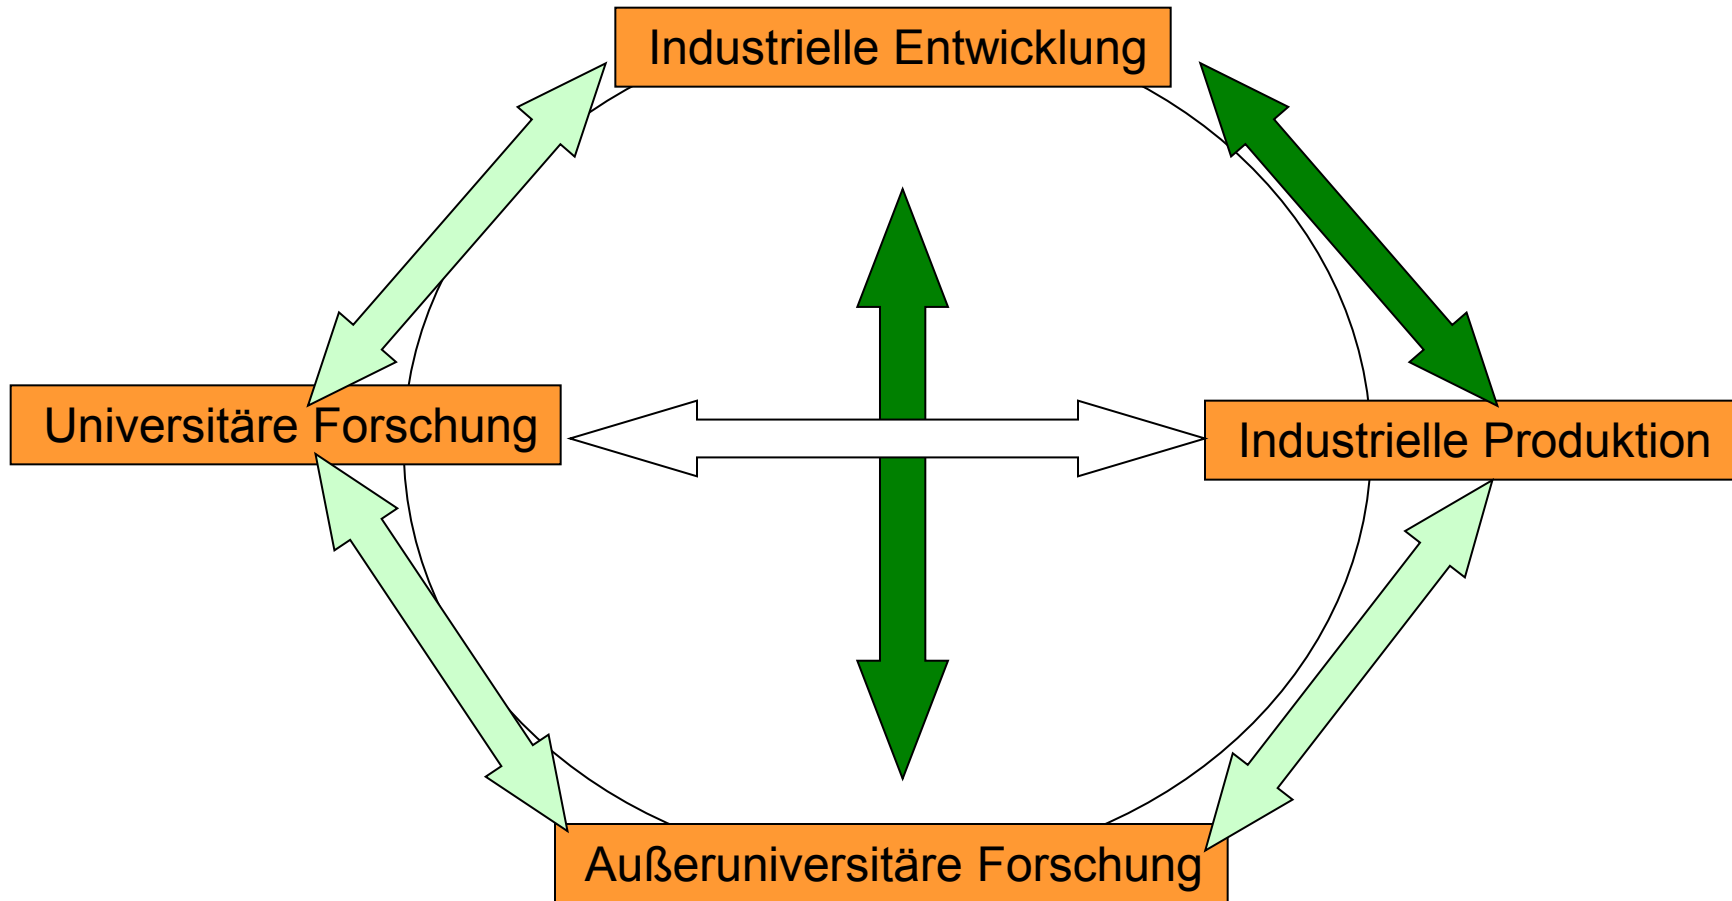 Industrielle Entwicklung
Universitäre Forschung
Industrielle Produktion
Außeruniversitäre Forschung